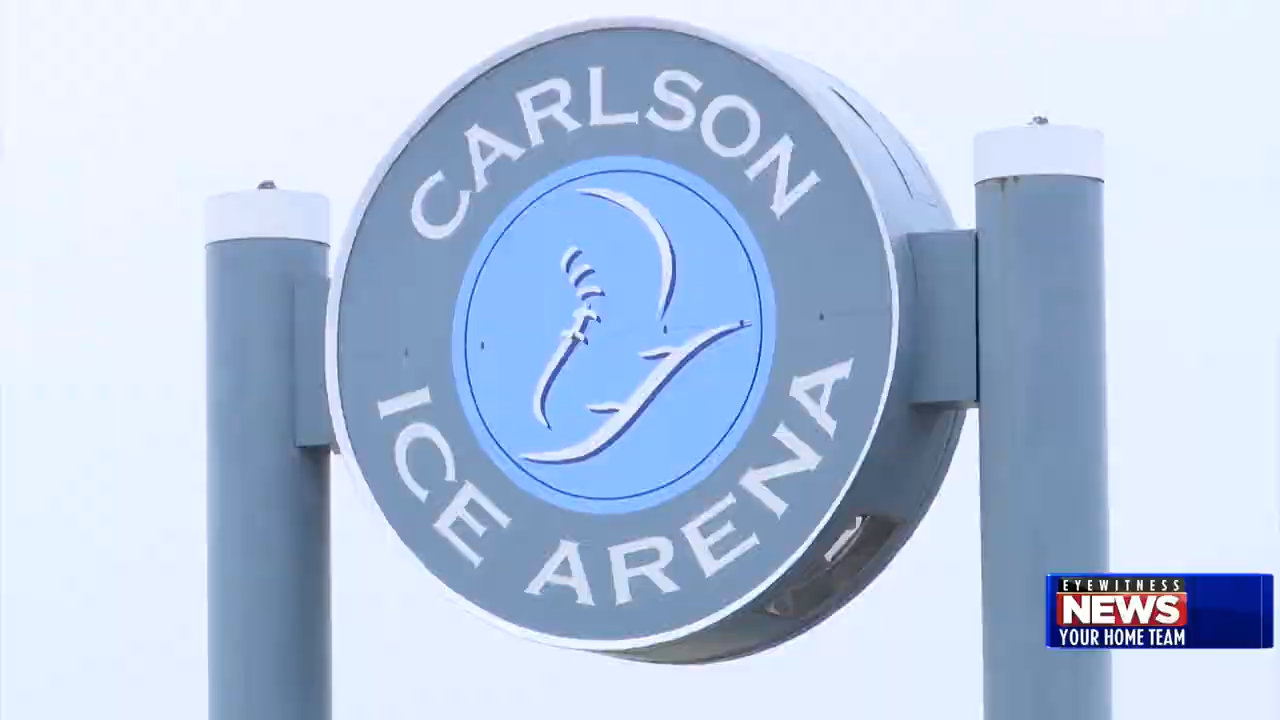 CARLSON
ICE ARENA
EYEWITNESS
NEWS
YOUR HOME TEAM